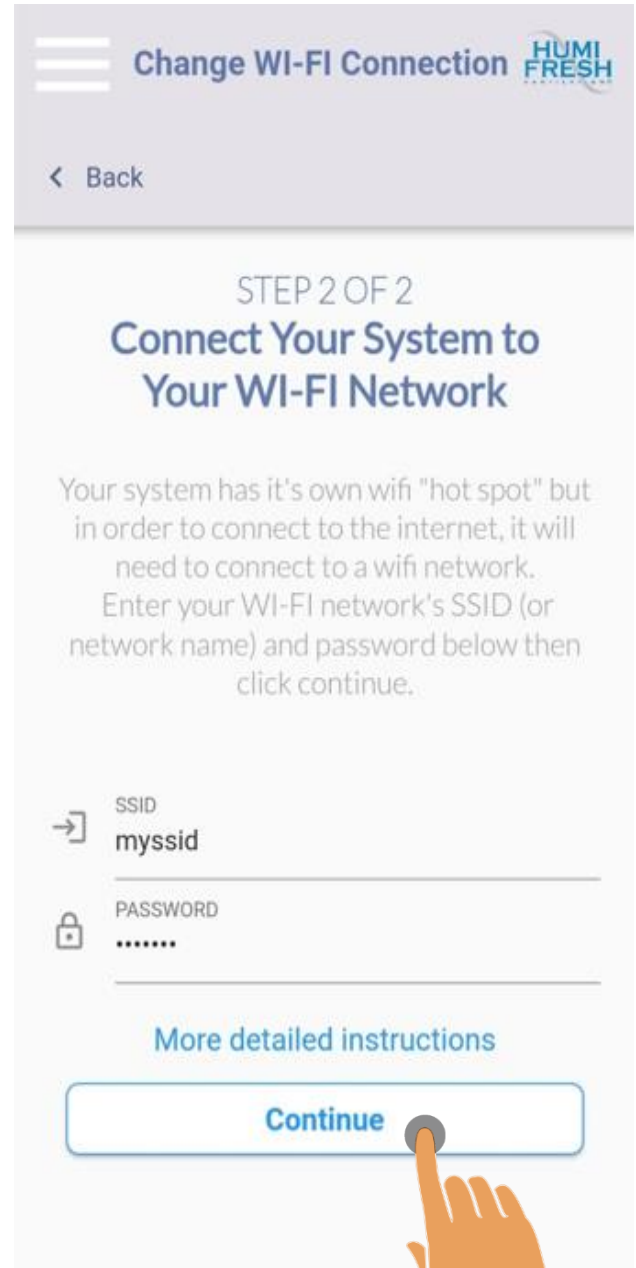 Change WI-FI Connection
HUMI
FRESH
Back
STEP 2 OF 2
Connect Your System to
Your WI-FI Network
Your system has it's own wifi "hot spot" but
in order to connect to the internet, it will
need to connect to a wifi network.
Enter your WI-FI network's SSID (or
network name) and password below then
click continue.
SSID
myssid
PASSWORD
•••••••
More detailed instructions
Continue